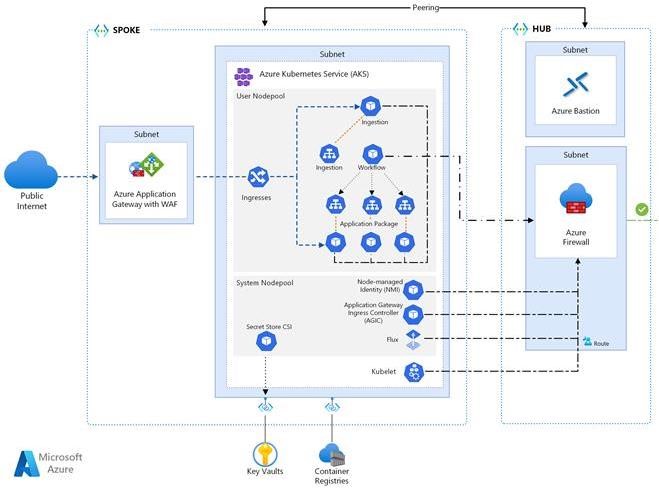 Peering
SPOKE
HUB
Subnet
Subnet
Azure Kubernetes Service (AKS)
User Nodepool
Azure Bastion
Ingestion
Subnet
Subnet
Ingestion
Workflow
Public
Internet
Azure Application
Gateway with WAF
Ingresses
Application Package
Azure
Firewall
System Nodepool
Node-managed
Identity (NMI)
Application Gateway
Ingress Controller
(AGIC)
Secret Store CSI
Flux
Route
Kubelet
Microsoft
Azure
Key Vaults
Container
Registries